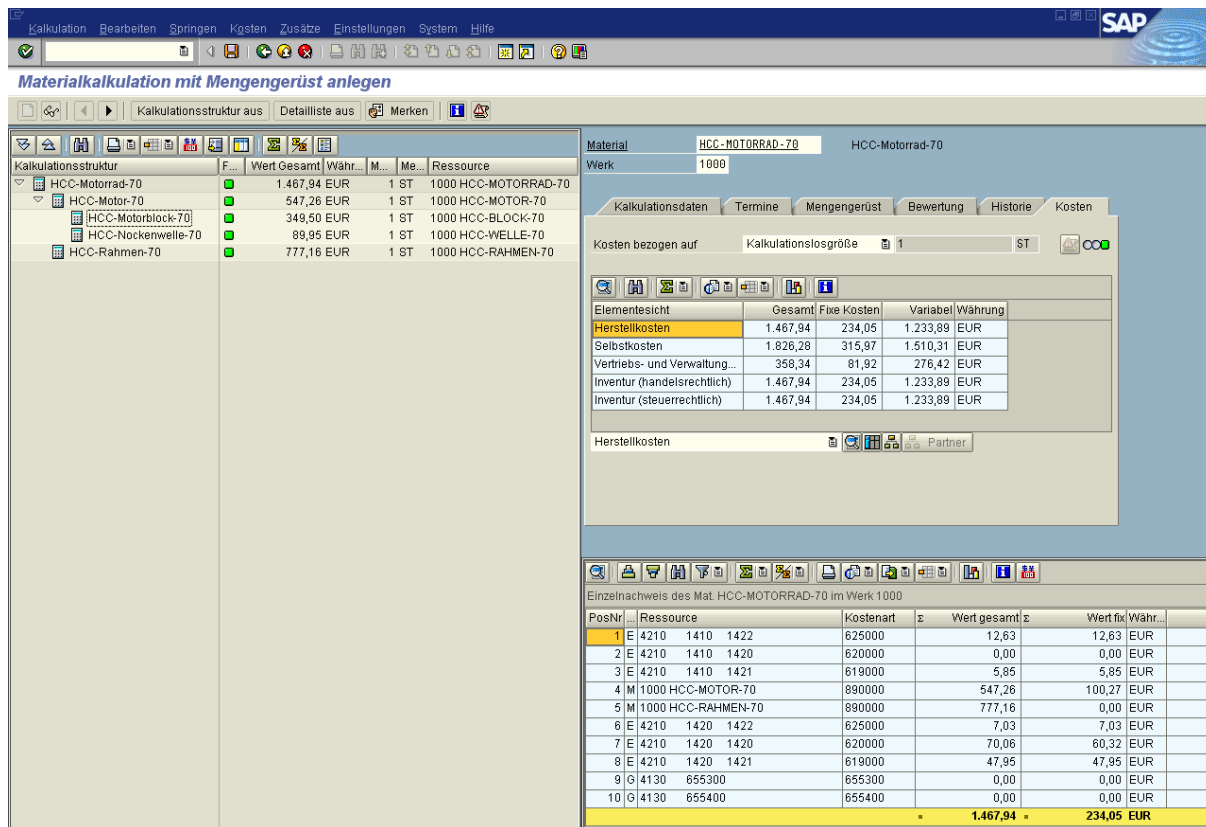 Kalkulation Bearbeiten Springen Kosten Zusätze Einstellungen System Hilfe
SAP
Materialkalkulation mit Mengengerüst anlegen
Kalkulationsstruktur aus Detailliste aus Merken
Kalkulationsstruktur F... Wert Gesamt Währ... M... Me... Ressource
HCC-Motorrad-70 1.467,94 EUR 1 ST 1000 HCC-MOTORRAD-70
HCC-Motor-70 547,26 EUR 1 ST 1000 HCC-MOTOR-70
HCC-Motorblock-70 349,50 EUR 1 ST 1000 HCC-BLOCK-70
HCC-Nockenwelle-70 89,95 EUR 1 ST 1000 HCC-WELLE-70
HCC-Rahmen-70 777,16 EUR 1 ST 1000 HCC-RAHMEN-70
Material HCC-MOTORRAD-70 HCC-Motorrad-70
Werk 1000
Kalkulationsdaten Termine Mengengerüst Bewertung Historie Kosten
Kosten bezogen auf Kalkulationslosgröße 1 ST
Elementesicht Gesamt Fixe Kosten Variabel Währung
Herstellkosten 1.467,94 234,05 1.233,89 EUR
Selbstkosten 1.826,28 315,97 1.510,31 EUR
Vertriebs- und Verwaltung... 358,34 81,92 276,42 EUR
Inventur (handelsrechtlich) 1.467,94 234,05 1.233,89 EUR
Inventur (steuerrechtlich) 1.467,94 234,05 1.233,89 EUR
Herstellkosten Partner
Einzelnachweis des Mat. HCC-MOTORRAD-70 im Werk 1000
PosNr ... Ressource Kostenart Σ Wert gesamt Σ Wert fix Währ...
1 E 4210 1410 1422 625000 12,63 12,63 EUR
2 E 4210 1410 1420 620000 0,00 0,00 EUR
3 E 4210 1410 1421 619000 5,85 5,85 EUR
4 M 1000 HCC-MOTOR-70 890000 547,26 100,27 EUR
5 M 1000 HCC-RAHMEN-70 890000 777,16 0,00 EUR
6 E 4210 1420 1422 625000 7,03 7,03 EUR
7 E 4210 1420 1420 620000 70,06 60,32 EUR
8 E 4210 1420 1421 619000 47,95 47,95 EUR
9 G 4130 655300 655300 0,00 0,00 EUR
10 G 4130 655400 655400 0,00 0,00 EUR
1.467,94 234,05 EUR